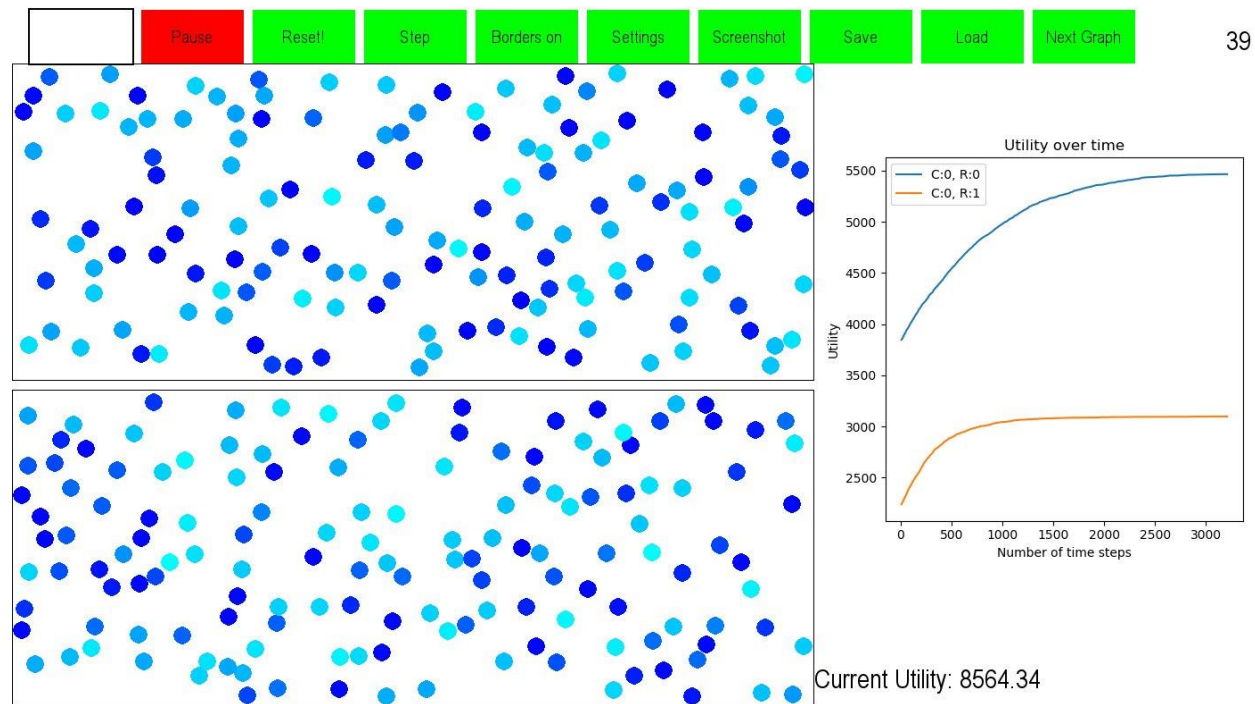 Pause
Reset!
Step
Borders on
Settings
Screenshot
Save
Load
Next Graph
39
Utility over time
C:0, R:0
C:0, R:1
5500
5000
4500
4000
3500
3000
2500
Utility
0 500 1000 1500 2000 2500 3000
Number of time steps
Current Utility: 8564.34